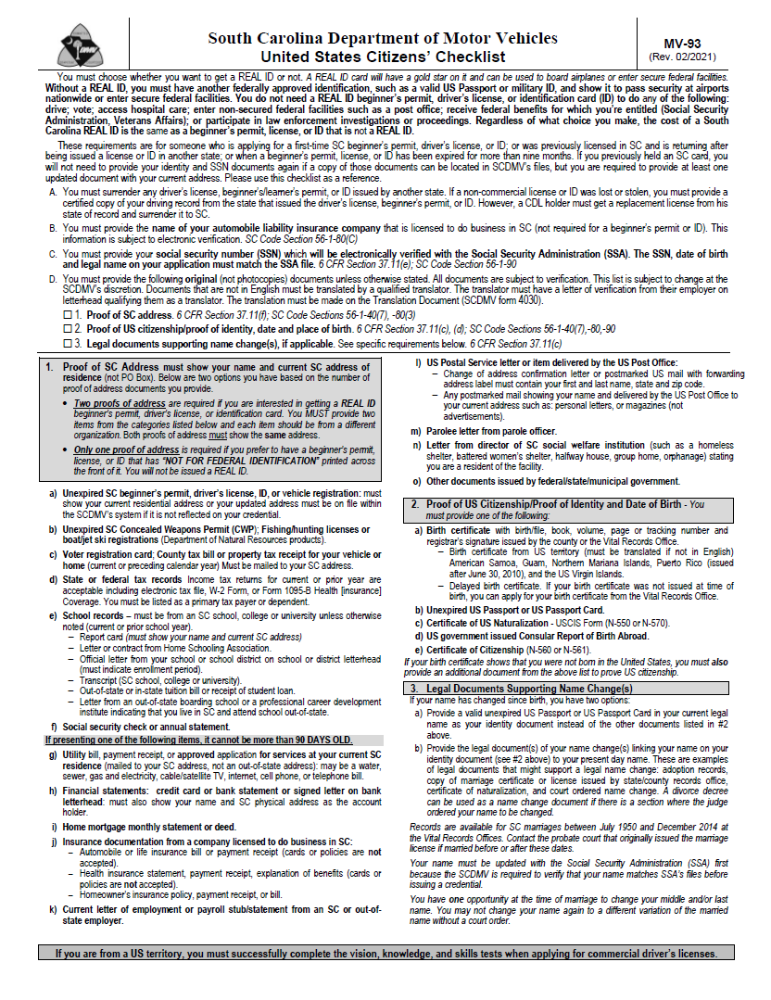 South Carolina Department of Motor Vehicles
United States Citizens' Checklist
MV-93
(Rev. 02/2021)
You must choose whether you want to get a REAL ID or not. A REAL ID card will have a gold star on it and can be used to board airplanes or enter secure federal facilities.
Without a REAL ID, you must have another federally approved identification, such as a valid US Passport or military ID, and show it to pass security at airports
nationwide or enter secure federal facilities. You do not need a REAL ID beginner's permit, driver's license, or identification card (ID) to do any of the following:
drive; vote; access hospital care; enter non-secured federal facilities such as a post office; receive federal benefits for which you're entitled (Social Security
Administration, Veterans Affairs); or participate in law enforcement investigations or proceedings. Regardless of what choice you make, the cost of a South
Carolina REAL ID is the same as a beginner's permit, license, or ID that is not a REAL ID.
These requirements are for someone who is applying for a first-time SC beginner's permit, driver's license, or ID; or was previously licensed in SC and is returning after
being issued a license or ID in another state; or when a beginner's permit, license, or ID has been expired for more than nine months. If you previously held an SC card, you
will not need to provide your identity and SSN documents again if a copy of those documents can be located in SCDMV's files, but you are required to provide at least one
updated document with your current address. Please use this checklist as a reference.
A. You must surrender any driver's license, beginner's/learner's permit, or ID issued by another state. If a non-commercial license or ID was lost or stolen, you must provide a
certified copy of your driving record from the state that issued the driver's license, beginner's permit, or ID. However, a CDL holder must get a replacement license from his
state of record and surrender it to SC.
B. You must provide the name of your automobile liability insurance company that is licensed to do business in SC (not required for a beginner's permit or ID). This
information is subject to electronic verification. SC Code Section 56-1-80(C)
C. You must provide your social security number (SSN) which will be electronically verified with the Social Security Administration (SSA). The SSN, date of birth
and legal name on your application must match the SSA file. 6 CFR Section 37.11(e); SC Code Section 56-1-90
D. You must provide the following original (not photocopies) documents unless otherwise stated. All documents are subject to verification. This list is subject to change at the
SCDMV's discretion. Documents that are not in English must be translated by a qualified translator. The translator must have a letter of verification from their employer on
letterhead qualifying them as a translator. The translation must be made on the Translation Document (SCDMV form 4030).
☐ 1. Proof of SC address. 6 CFR Section 37.11(f); SC Code Sections 56-1-40(7), -80(3)
☐ 2. Proof of US citizenship/proof of identity, date and place of birth. 6 CFR Section 37.11(c), (d); SC Code Sections 56-1-40(7),-80,-90
☐ 3. Legal documents supporting name change(s), if applicable. See specific requirements below. 6 CFR Section 37.11(c)
1. Proof of SC Address must show your name and current SC address of
residence (not PO Box). Below are two options you have based on the number of
proof of address documents you provide.
• Two proofs of address are required if you are interested in getting a REAL ID
beginner's permit, driver's license, or identification card. You MUST provide two
items from the categories listed below and each item should be from a different
organization. Both proofs of address must show the same address.
• Only one proof of address is required if you prefer to have a beginner's permit,
license, or ID that has "NOT FOR FEDERAL IDENTIFICATION" printed across
the front of it. You will not be issued a REAL ID.
a) Unexpired SC beginner's permit, driver's license, ID, or vehicle registration: must
show your current residential address or your updated address must be on file within
the SCDMV's system if it is not reflected on your credential.
b) Unexpired SC Concealed Weapons Permit (CWP); Fishing/hunting licenses or
boat/jet ski registrations (Department of Natural Resources products).
c) Voter registration card; County tax bill or property tax receipt for your vehicle or
home (current or preceding calendar year) Must be mailed to your SC address.
d) State or federal tax records Income tax returns for current or prior year are
acceptable including electronic tax file, W-2 Form, or Form 1095-B Health [insurance]
Coverage. You must be listed as a primary tax payer or dependent.
e) School records – must be from an SC school, college or university unless otherwise
noted (current or prior school year).
– Report card (must show your name and current SC address)
– Letter or contract from Home Schooling Association.
– Official letter from your school or school district on school or district letterhead
(must indicate enrollment period).
– Transcript (SC school, college or university).
– Out-of-state or in-state tuition bill or receipt of student loan.
– Letter from an out-of-state boarding school or a professional career development
institute indicating that you live in SC and attend school out-of-state.
f) Social security check or annual statement.
If presenting one of the following items, it cannot be more than 90 DAYS OLD.
g) Utility bill, payment receipt, or approved application for services at your current SC
residence (mailed to your SC address, not an out-of-state address): may be a water,
sewer, gas and electricity, cable/satellite TV, internet, cell phone, or telephone bill.
h) Financial statements: credit card or bank statement or signed letter on bank
letterhead: must also show your name and SC physical address as the account
holder.
i) Home mortgage monthly statement or deed.
j) Insurance documentation from a company licensed to do business in SC:
– Automobile or life insurance bill or payment receipt (cards or policies are not
accepted).
– Health insurance statement, payment receipt, explanation of benefits (cards or
policies are not accepted).
– Homeowner's insurance policy, payment receipt, or bill.
k) Current letter of employment or payroll stub/statement from an SC or out-of-
state employer.
l) US Postal Service letter or item delivered by the US Post Office:
– Change of address confirmation letter or postmarked US mail with forwarding
address label must contain your first and last name, state and zip code.
– Any postmarked mail showing your name and delivered by the US Post Office to
your current address such as: personal letters, or magazines (not
advertisements).
m) Parolee letter from parole officer.
n) Letter from director of SC social welfare institution (such as a homeless
shelter, battered women's shelter, halfway house, group home, orphanage) stating
you are a resident of the facility.
o) Other documents issued by federal/state/municipal government.
2. Proof of US Citizenship/Proof of Identity and Date of Birth - You
must provide one of the following:
a) Birth certificate with birth/file, book, volume, page or tracking number and
registrar's signature issued by the county or the Vital Records Office.
– Birth certificate from US territory (must be translated if not in English)
American Samoa, Guam, Northern Mariana Islands, Puerto Rico (issued
after June 30, 2010), and the US Virgin Islands.
– Delayed birth certificate. If your birth certificate was not issued at time of
birth, you can apply for your birth certificate from the Vital Records Office.
b) Unexpired US Passport or US Passport Card.
c) Certificate of US Naturalization - USCIS Form (N-550 or N-570).
d) US government issued Consular Report of Birth Abroad.
e) Certificate of Citizenship (N-560 or N-561).
If your birth certificate shows that you were not born in the United States, you must also
provide an additional document from the above list to prove US citizenship.
3. Legal Documents Supporting Name Change(s)
If your name has changed since birth, you have two options:
a) Provide a valid unexpired US Passport or US Passport Card in your current legal
name as your identity document instead of the other documents listed in #2
above.
b) Provide the legal document(s) of your name change(s) linking your name on your
identity document (see #2 above) to your present day name. These are examples
of legal documents that might support a legal name change: adoption records,
copy of marriage certificate or license issued by state/county records office,
certificate of naturalization, and court ordered name change. A divorce decree
can be used as a name change document if there is a section where the judge
ordered your name to be changed.
Records are available for SC marriages between July 1950 and December 2014 at
the Vital Records Offices. Contact the probate court that originally issued the marriage
license if married before or after these dates.
Your name must be updated with the Social Security Administration (SSA) first
because the SCDMV is required to verify that your name matches SSA's files before
issuing a credential.
You have one opportunity at the time of marriage to change your middle and/or last
name. You may not change your name again to a different variation of the married
name without a court order.
If you are from a US territory, you must successfully complete the vision, knowledge, and skills tests when applying for commercial driver's licenses.